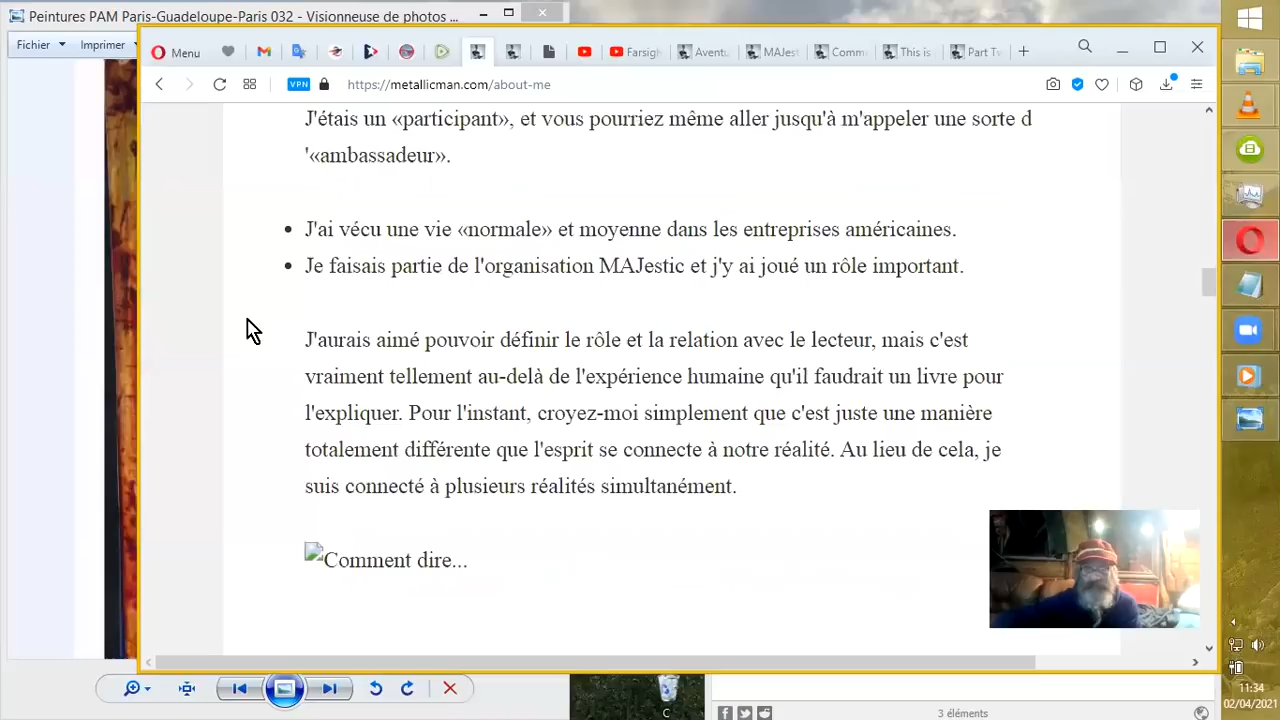 Peintures PAM Paris-Guadeloupe-Paris 032 - Visionneuse de photos ...
Fichier Imprimer
Menu
Farsigh Aventu MAJest Comm This is Part Tv
VPN https://metallicman.com/about-me
J'étais un «participant», et vous pourriez même aller jusqu'à m'appeler une sorte d
'«ambassadeur».
J'ai vécu une vie «normale» et moyenne dans les entreprises américaines.
Je faisais partie de l'organisation MAJestic et j'y ai joué un rôle important.
J'aurais aimé pouvoir définir le rôle et la relation avec le lecteur, mais c'est
vraiment tellement au-delà de l'expérience humaine qu'il faudrait un livre pour
l'expliquer. Pour l'instant, croyez-moi simplement que c'est juste une manière
totalement différente que l'esprit se connecte à notre réalité. Au lieu de cela, je
suis connecté à plusieurs réalités simultanément.
Comment dire...
C
3 éléments
11:34
02/04/2021